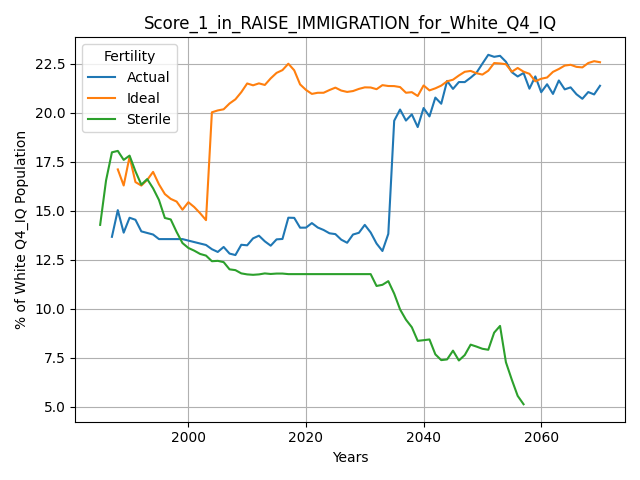 Score_1_in_RAISE_IMMIGRATION_for_White_Q4_IQ
Fertility
Actual
Ideal
Sterile
% of White Q4_IQ Population
22.5
20.0
17.5
15.0
12.5
10.0
7.5
5.0
2000 2020 2040 2060
Years